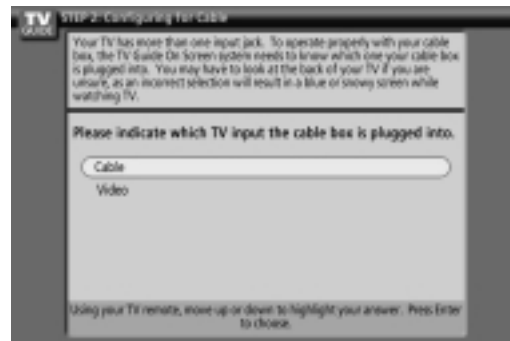 TV
GUIDE
STEP 2: Configuring for Cable
Your TV has more than one input jack. To operate properly with your cable
box, the TV Guide On Screen system needs to know which one your cable box
is plugged into. You may have to look at the back of your TV if you are
unsure, as an incorrect selection will result in a blue or snowy screen while
watching TV.
Please indicate which TV input the cable box is plugged into.
Cable
Video
Using your TV remote, move up or down to highlight your answer. Press Enter
to choose.